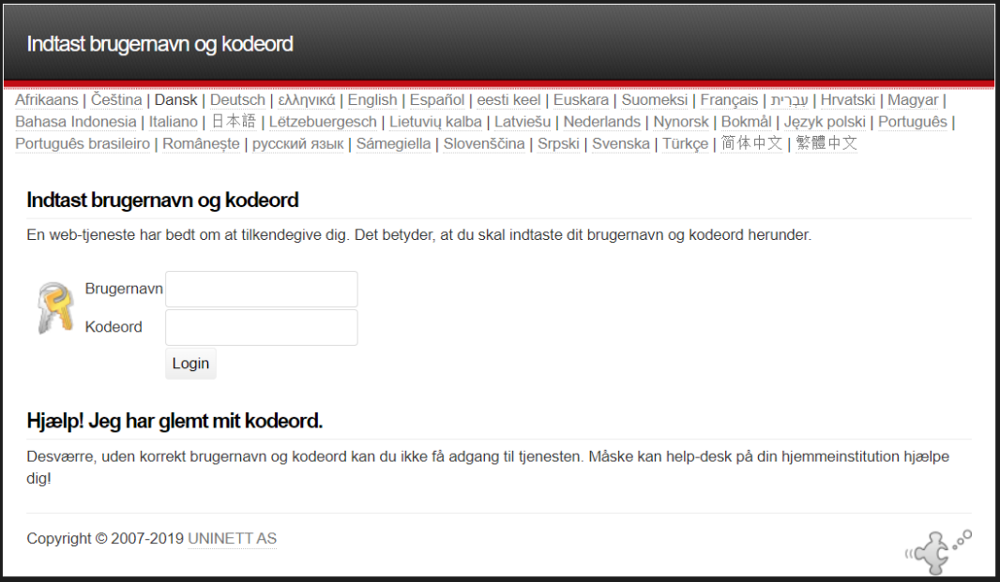 Indtast brugernavn og kodeord
Afrikaans | Čeština | Dansk | Deutsch | ελληνικά | English | Español | eesti keel | Euskara | Suomeksi | Français | עִבְרִית | Hrvatski | Magyar |
Bahasa Indonesia | Italiano | 日本語 | Lëtzebuergesch | Lietuvių kalba | Latviešu | Nederlands | Nynorsk | Bokmål | Język polski | Português |
Português brasileiro | Românește | русский язык | Sámegiella | Slovenščina | Srpski | Svenska | Türkçe | 简体中文 | 繁體中文
Indtast brugernavn og kodeord
En web-tjeneste har bedt om at tilkendegive dig. Det betyder, at du skal indtaste dit brugernavn og kodeord herunder.
Brugernavn
Kodeord
Login
Hjælp! Jeg har glemt mit kodeord.
Desværre, uden korrekt brugernavn og kodeord kan du ikke få adgang til tjenesten. Måske kan help-desk på din hjemmeinstitution hjælpe
dig!
Copyright © 2007-2019 UNINETT AS